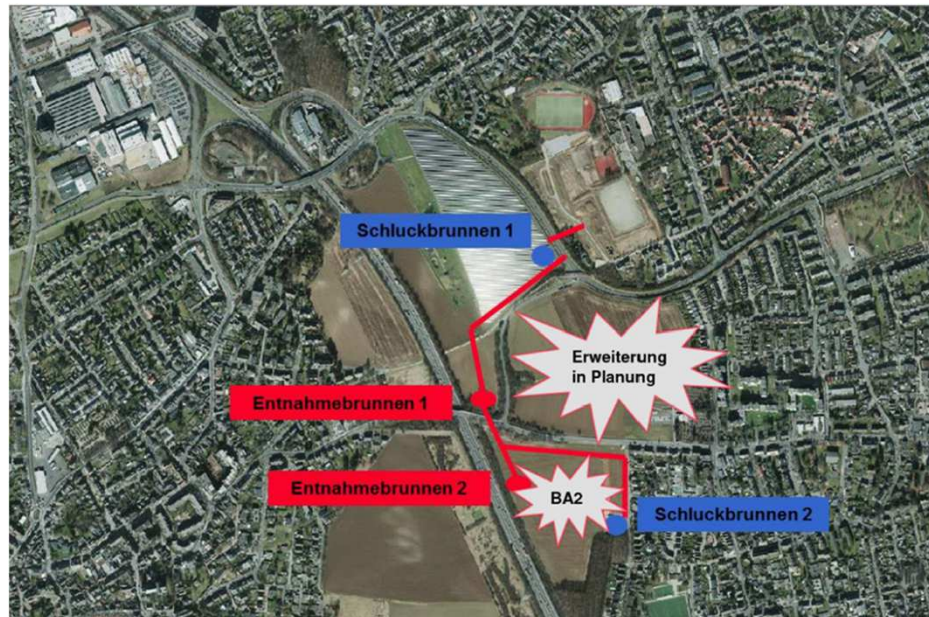 Schluckbrunnen 1
Erweiterung
in Planung
Entnahmebrunnen 1
Entnahmebrunnen 2
BA2
Schluckbrunnen 2